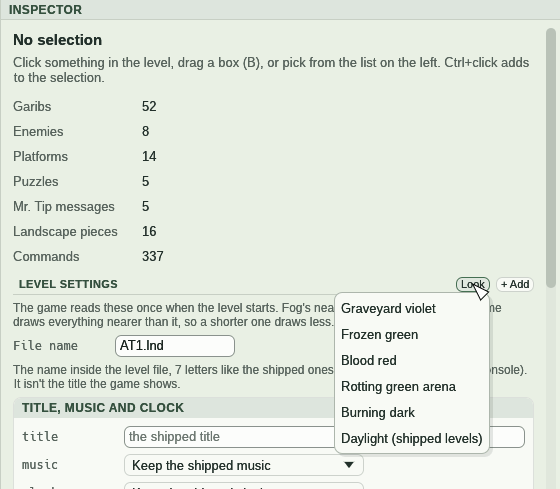 INSPECTOR
No selection
Click something in the level, drag a box (B), or pick from the list on the left. Ctrl+click adds
to the selection.
Garibs 52
Enemies 8
Platforms 14
Puzzles 5
Mr. Tip messages 5
Landscape pieces 16
Commands 337
LEVEL SETTINGS Look + Add
The game reads these once when the level starts. Fog's me
draws everything nearer than it, so a shorter one draws less.
Graveyard violet
Frozen green
File name AT1.lnd
Blood red
The name inside the level file, 7 letters like the shipped ones
It isn't the title the game shows.
Rotting green arena
TITLE, MUSIC AND CLOCK
Burning dark
title the shipped title
Daylight (shipped levels)
music Keep the shipped music